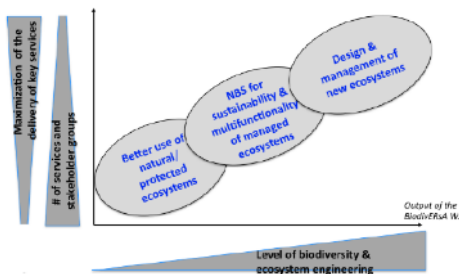 Maximization of the
delivery of key services
# of services and
stakeholder groups
Better use of
natural/
protected
ecosystems
NBS for
sustainability &
multifunctionality
of managed
ecosystems
Design &
management of
new ecosystems
Output of the
BiodivERsA W
Level of biodiversity &
ecosystem engineering